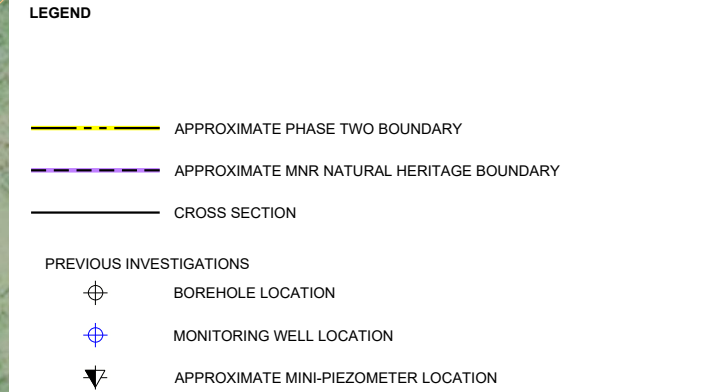 LEGEND
APPROXIMATE PHASE TWO BOUNDARY
APPROXIMATE MNR NATURAL HERITAGE BOUNDARY
CROSS SECTION
PREVIOUS INVESTIGATIONS
BOREHOLE LOCATION
MONITORING WELL LOCATION
APPROXIMATE MINI-PIEZOMETER LOCATION